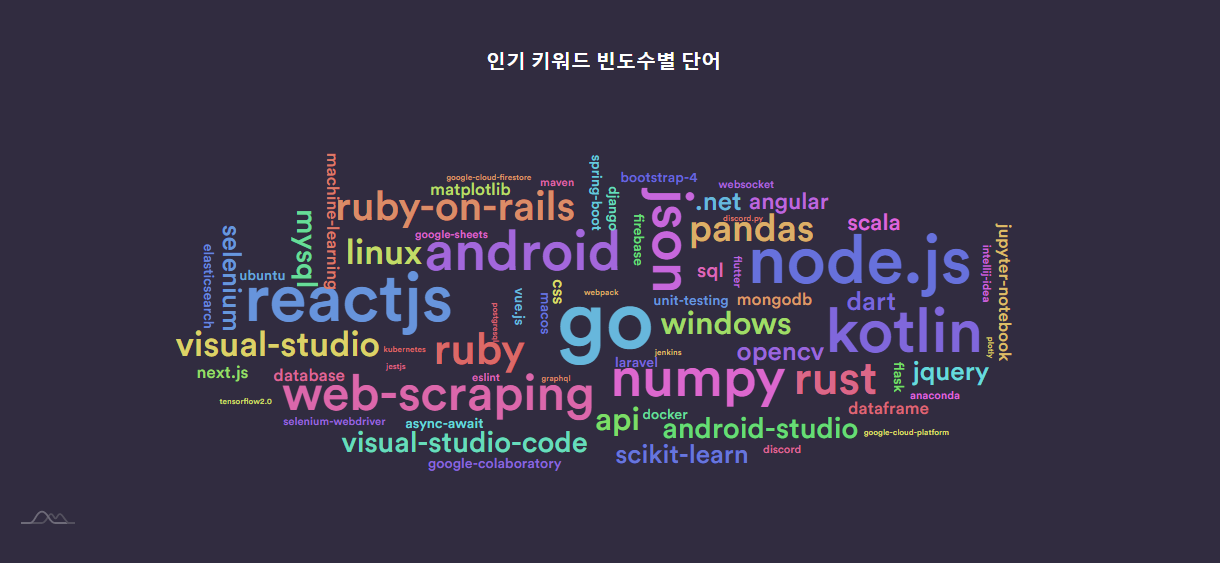 인기 키워드 빈도수별 단어
machine-learning
google-cloud-firestore
matplotlib
maven
spring-boot
django
bootstrap-4
websocket
ruby-on-rails
json
.net
angular
discord.py
pandas
scala
mysql
selenium
elasticsearch
ubuntu
linux
google-sheets
android
firebase
sql
flutter
node.js
intellij-idea
jupyter-notebook
reactjs
postgresql
vue.js
macos
css
webpack
go
unit-testing
mongodb
dart
windows
kotlin
plotly
visual-studio
kubernetes
ruby
jenkins
laravel
opencv
next.js
database
jestjs
eslint
graphql
numpy
rust
flask
jquery
anaconda
tensorflow2.0
web-scraping
selenium-webdriver
async-await
api
docker
dataframe
android-studio
google-cloud-platform
visual-studio-code
google-colaboratory
scikit-learn
discord